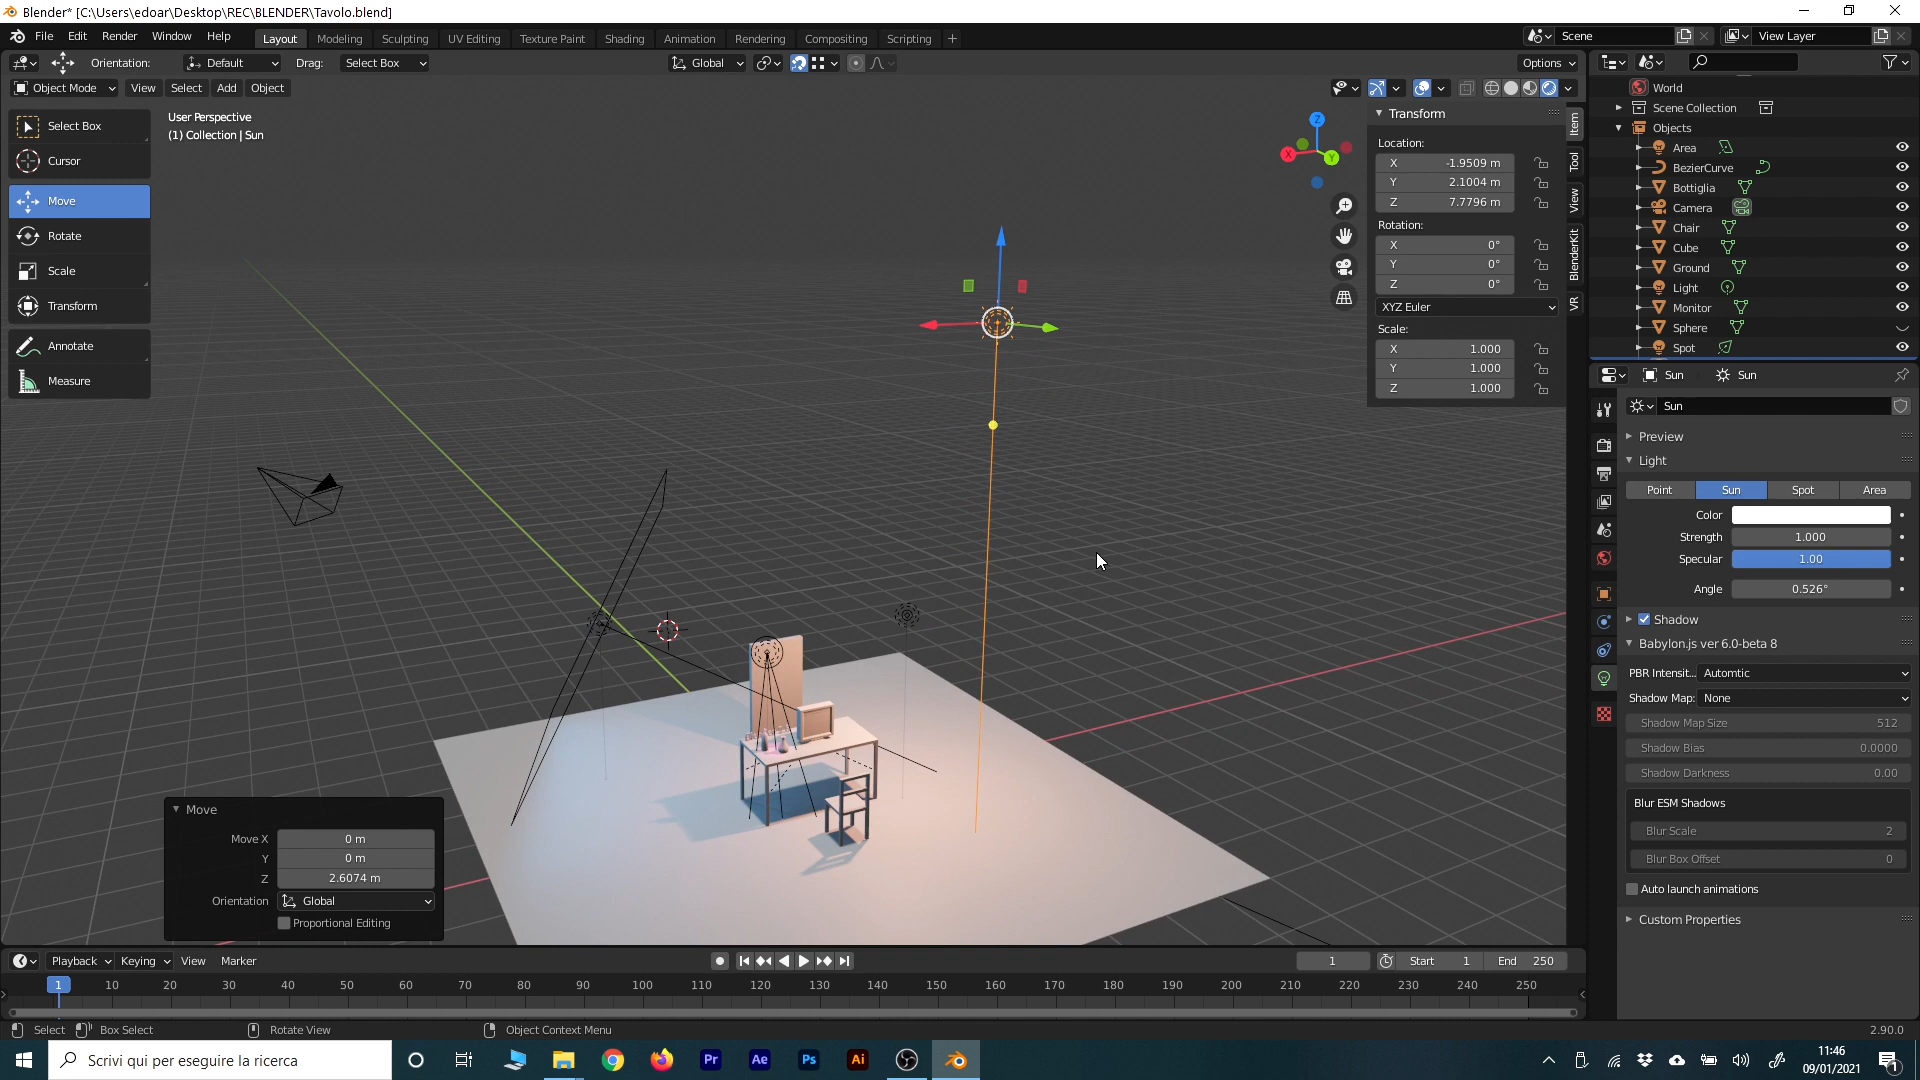 Blender* [C:\Users\edoar\Desktop\REC\BLENDER\Tavolo.blend]
File Edit Render Window Help Layout Modeling Sculpting UV Editing Texture Paint Shading Animation Rendering Compositing Scripting + Scene View Layer
Orientation: Default Drag: Select Box Global Options
Object Mode View Select Add Object
User Perspective
(1) Collection | Sun
Select Box
Cursor
Move
Rotate
Scale
Transform
Annotate
Measure
Z
X
Y
Transform
Location:
X -1.9509 m
Y 2.1004 m
Z 7.7796 m
Rotation:
X 0°
Y 0°
Z 0°
XYZ Euler
Scale:
X 1.000
Y 1.000
Z 1.000
Item
Tool
View
BlenderKit
VR
World
Scene Collection
Objects
Area
BezierCurve
Bottiglia
Camera
Chair
Cube
Ground
Light
Monitor
Sphere
Spot
Sun Sun
Sun
Preview
Light
Point Sun Spot Area
Color
Strength 1.000
Specular 1.00
Angle 0.526°
Shadow
Babylon.js ver 6.0-beta 8
PBR Intensit... Automtic
Shadow Map: None
Shadow Map Size 512
Shadow Bias 0.0000
Shadow Darkness 0.00
Blur ESM Shadows
Blur Scale 2
Blur Box Offset 0
Auto launch animations
Custom Properties
Move
Move X 0 m
Y 0 m
Z 2.6074 m
Orientation Global
Proportional Editing
Playback Keying View Marker 1 Start 1 End 250
1 10 20 30 40 50 60 70 80 90 100 110 120 130 140 150 160 170 180 190 200 210 220 230 240 250
Select Box Select Rotate View Object Context Menu 2.90.0
Scrivi qui per eseguire la ricerca Pr Ae Ps Ai
11:46
09/01/2021
1